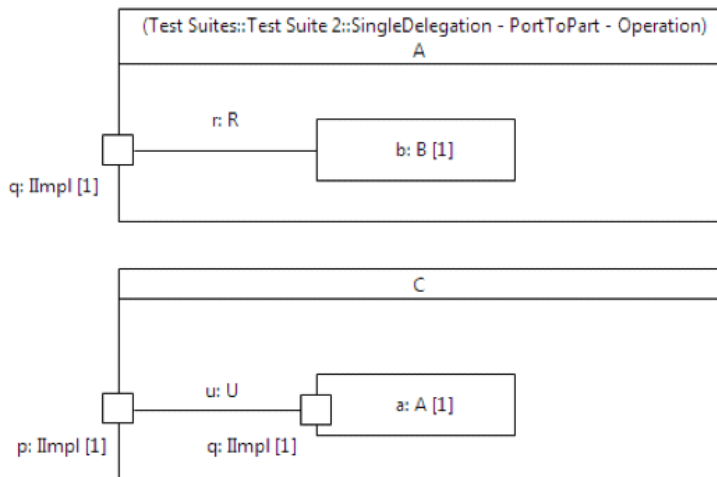 (Test Suites::Test Suite 2::SingleDelegation - PortToPart - Operation)
A
r: R
b: B [1]
q: IImpl [1]
C
u: U
a: A [1]
p: IImpl [1]
q: IImpl [1]